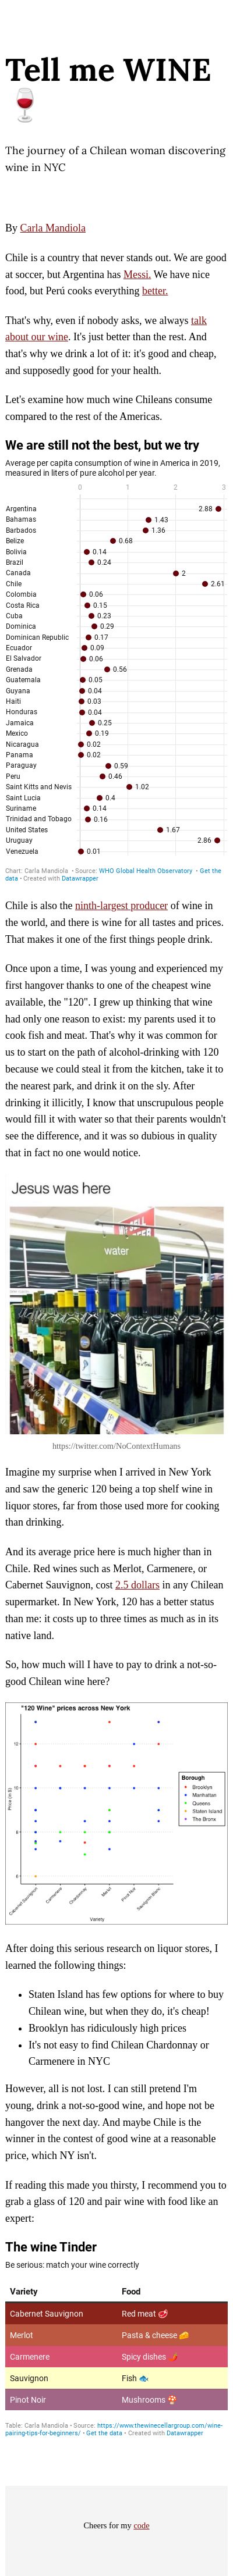 Tell me WINE
🍷
The journey of a Chilean woman discovering
wine in NYC
By Carla Mandiola
Chile is a country that never stands out. We are good
at soccer, but Argentina has Messi. We have nice
food, but Perú cooks everything better.
That's why, even if nobody asks, we always talk
about our wine. It's just better than the rest. And
that's why we drink a lot of it: it's good and cheap,
and supposedly good for your health.
Let's examine how much wine Chileans consume
compared to the rest of the Americas.
We are still not the best, but we try
Average per capita consumption of wine in America in 2019,
measured in liters of pure alcohol per year.
0 1 2 3
Argentina 2.88
Bahamas 1.43
Barbados 1.36
Belize 0.68
Bolivia 0.14
Brazil 0.24
Canada 2
Chile 2.61
Colombia 0.06
Costa Rica 0.15
Cuba 0.23
Dominica 0.29
Dominican Republic 0.17
Ecuador 0.09
El Salvador 0.06
Grenada 0.56
Guatemala 0.05
Guyana 0.04
Haiti 0.03
Honduras 0.04
Jamaica 0.25
Mexico 0.19
Nicaragua 0.02
Panama 0.02
Paraguay 0.59
Peru 0.46
Saint Kitts and Nevis 1.02
Saint Lucia 0.4
Suriname 0.14
Trinidad and Tobago 0.16
United States 1.67
Uruguay 2.86
Venezuela 0.01
Chart: Carla Mandiola • Source: WHO Global Health Observatory • Get the
data • Created with Datawrapper
Chile is also the ninth-largest producer of wine in
the world, and there is wine for all tastes and prices.
That makes it one of the first things people drink.
Once upon a time, I was young and experienced my
first hangover thanks to one of the cheapest wine
available, the "120". I grew up thinking that wine
had only one reason to exist: my parents used it to
cook fish and meat. That's why it was common for
us to start on the path of alcohol-drinking with 120
because we could steal it from the kitchen, take it to
the nearest park, and drink it on the sly. After
drinking it illicitly, I know that unscrupulous people
would fill it with water so that their parents wouldn't
see the difference, and it was so dubious in quality
that in fact no one would notice.
Jesus was here
water
https://twitter.com/NoContextHumans
Imagine my surprise when I arrived in New York
and saw the generic 120 being a top shelf wine in
liquor stores, far from those used more for cooking
than drinking.
And its average price here is much higher than in
Chile. Red wines such as Merlot, Carmenere, or
Cabernet Sauvignon, cost 2.5 dollars in any Chilean
supermarket. In New York, 120 has a better status
than me: it costs up to three times as much as in its
native land.
So, how much will I have to pay to drink a not-so-
good Chilean wine here?
"120 Wine" prices across New York
Price (in $)
12
10
8
6
Cabernet Sauvignon
Carmenere
Chardonnay
Merlot
Pinot Noir
Sauvignon Blanc
Variety
Borough
Brooklyn
Manhattan
Queens
Staten Island
The Bronx
After doing this serious research on liquor stores, I
learned the following things:
• Staten Island has few options for where to buy
Chilean wine, but when they do, it's cheap!
• Brooklyn has ridiculously high prices
• It's not easy to find Chilean Chardonnay or
Carmenere in NYC
However, all is not lost. I can still pretend I'm
young, drink a not-so-good wine, and hope not be
hangover the next day. And maybe Chile is the
winner in the contest of good wine at a reasonable
price, which NY isn't.
If reading this made you thirsty, I recommend you to
grab a glass of 120 and pair wine with food like an
expert:
The wine Tinder
Be serious: match your wine correctly
Variety Food
Cabernet Sauvignon Red meat 🥩
Merlot Pasta & cheese 🧀
Carmenere Spicy dishes 🌶️
Sauvignon Fish 🐟
Pinot Noir Mushrooms 🍄
Table: Carla Mandiola • Source: https://www.thewinecellargroup.com/wine-
pairing-tips-for-beginners/ • Get the data • Created with Datawrapper
Cheers for my code